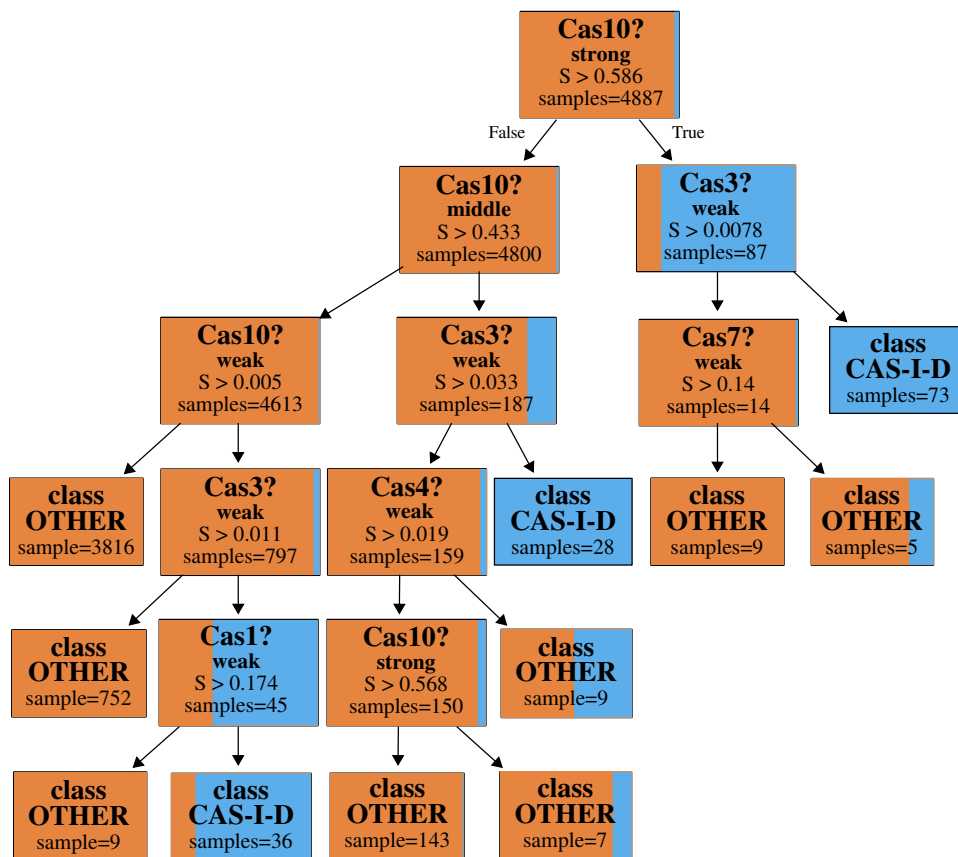 Cas10?
strong
S > 0.586
samples=4887
False
True
Cas10?
middle
S > 0.433
samples=4800
Cas3?
weak
S > 0.0078
samples=87
Cas10?
weak
S > 0.005
samples=4613
Cas3?
weak
S > 0.033
samples=187
Cas7?
weak
S > 0.14
samples=14
class
CAS-I-D
samples=73
class
OTHER
sample=3816
Cas3?
weak
S > 0.011
samples=797
Cas4?
weak
S > 0.019
samples=159
class
CAS-I-D
samples=28
class
OTHER
samples=9
class
OTHER
samples=5
class
OTHER
sample=752
Cas1?
weak
S > 0.174
samples=45
Cas10?
strong
S > 0.568
samples=150
class
OTHER
sample=9
class
OTHER
sample=9
class
CAS-I-D
samples=36
class
OTHER
sample=143
class
OTHER
sample=7